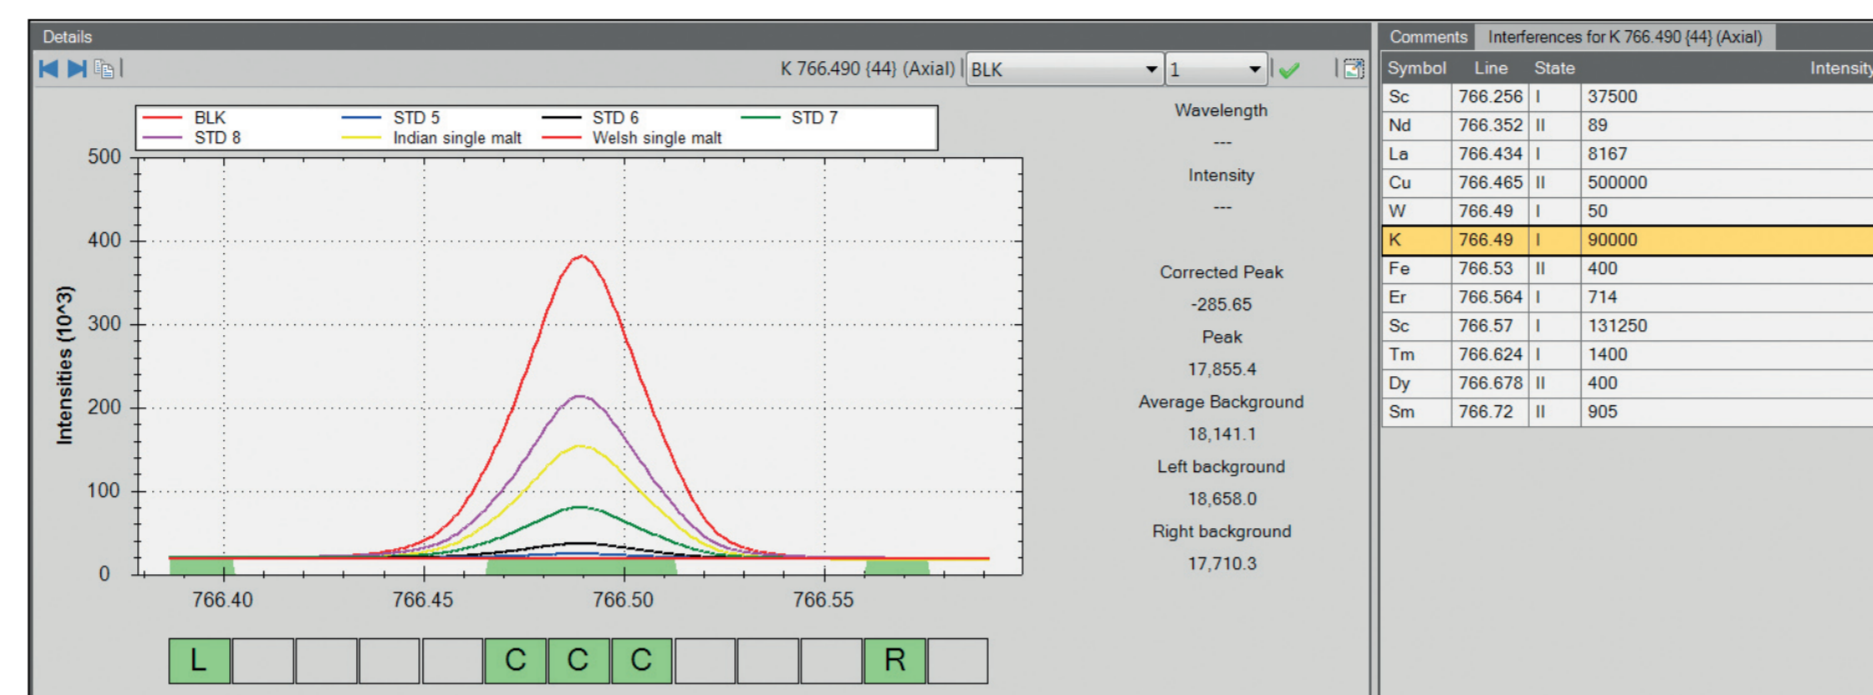 Details
K 766.490 {44} (Axial) BLK 1
BLK STD 5 STD 6 STD 7
STD 8 Indian single malt Welsh single malt
500
400
300
200
100
0
Intensities (10^3)
766.40 766.45 766.50 766.55
L C C C R
Wavelength
---
Intensity
---
Corrected Peak
-285.65
Peak
17,855.4
Average Background
18,141.1
Left background
18,658.0
Right background
17,710.3
Comments Interferences for K 766.490 {44} (Axial)
Symbol Line State Intensity
Sc 766.256 I 37500
Nd 766.352 II 89
La 766.434 I 8167
Cu 766.465 II 500000
W 766.49 I 50
K 766.49 I 90000
Fe 766.53 II 400
Er 766.564 I 714
Sc 766.57 I 131250
Tm 766.624 I 1400
Dy 766.678 II 400
Sm 766.72 II 905